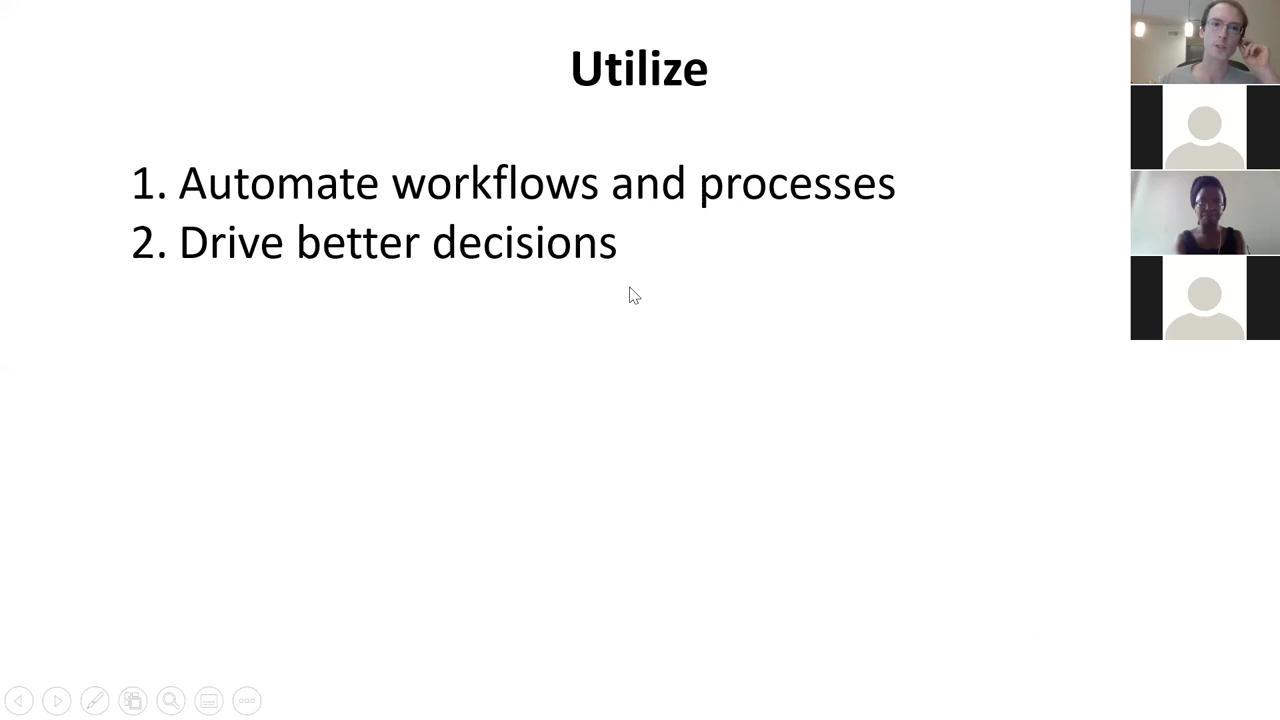 Utilize
1. Automate workflows and processes
2. Drive better decisions